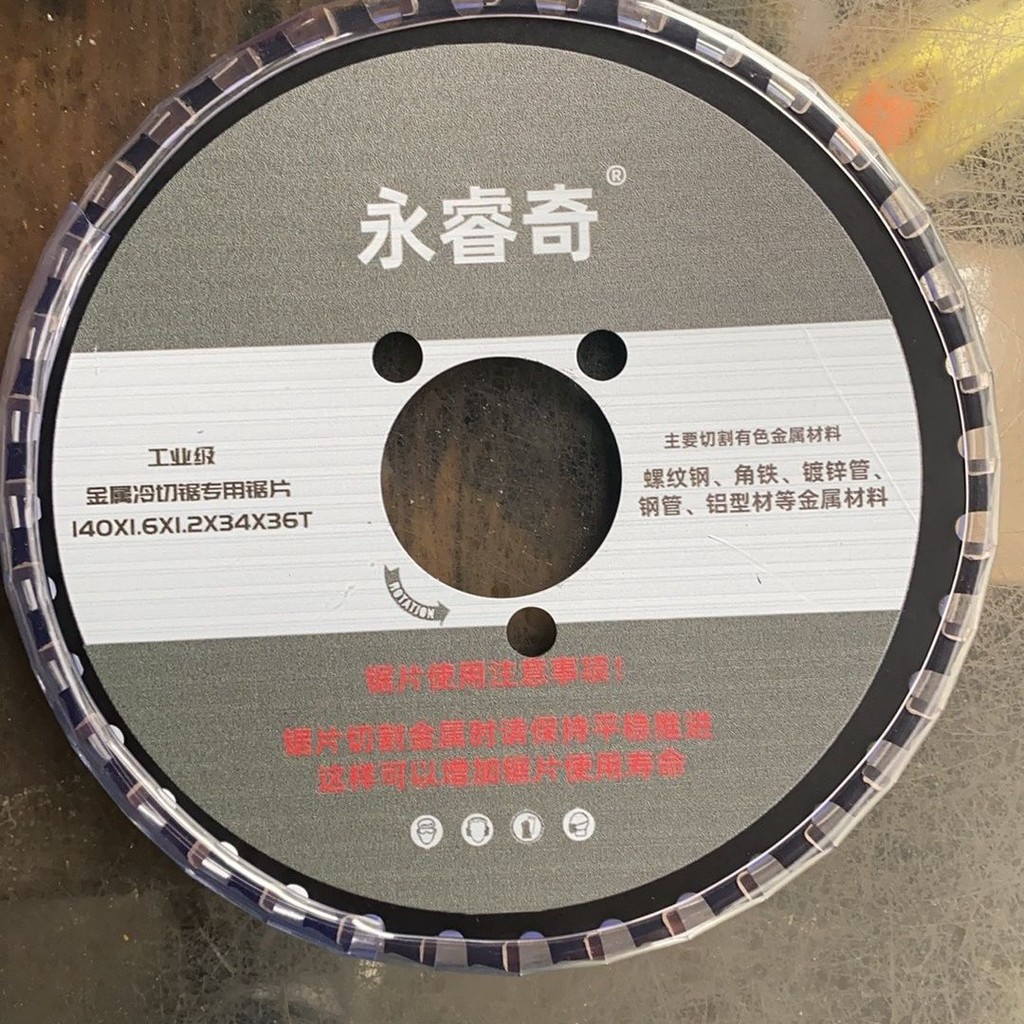 永睿奇®
工业级
金属冷切锯专用锯片
140X1.6X1.2X34X36T
主要切割有色金属材料
螺纹钢、角铁、镀锌管、
钢管、铝型材等金属材料
ROTATION
锯片使用注意事项！
锯片切割金属时请保持平稳推进
这样可以增加锯片使用寿命